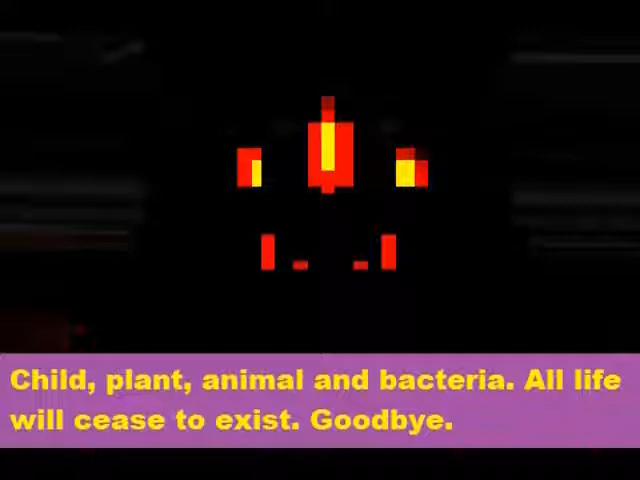 Child, plant, animal and bacteria. All life
will cease to exist. Goodbye.